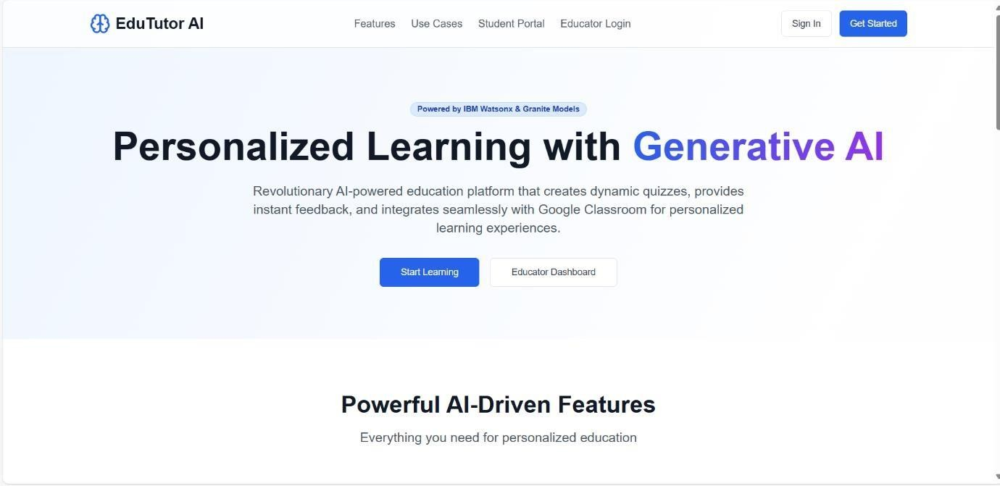 EduTutor AI
Features
Use Cases
Student Portal
Educator Login
Sign In
Get Started
Powered by IBM Watsonx & Granite Models
Personalized Learning with Generative AI
Revolutionary AI-powered education platform that creates dynamic quizzes, provides
instant feedback, and integrates seamlessly with Google Classroom for personalized
learning experiences.
Start Learning
Educator Dashboard
Powerful AI-Driven Features
Everything you need for personalized education